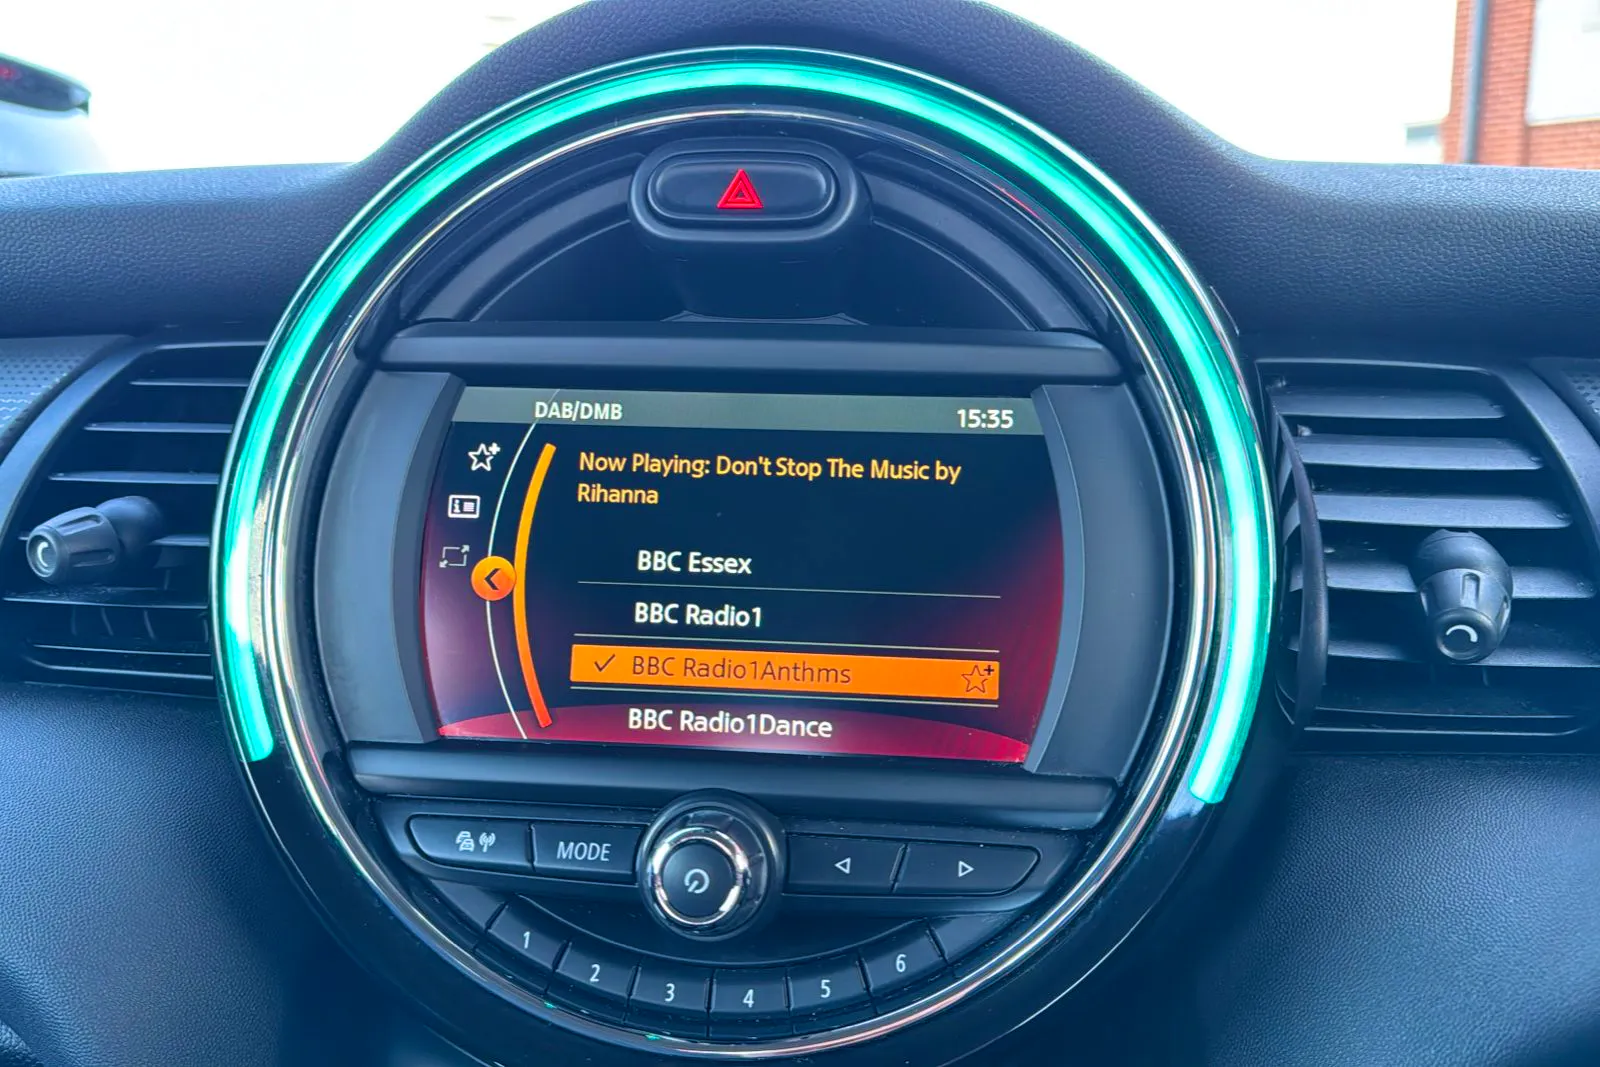 DAB/DMB 15:35
Now Playing: Don't Stop The Music by
Rihanna
BBC Essex
BBC Radio1
BBC Radio1Anthms
BBC Radio1Dance
MODE
1 2 3 4 5 6